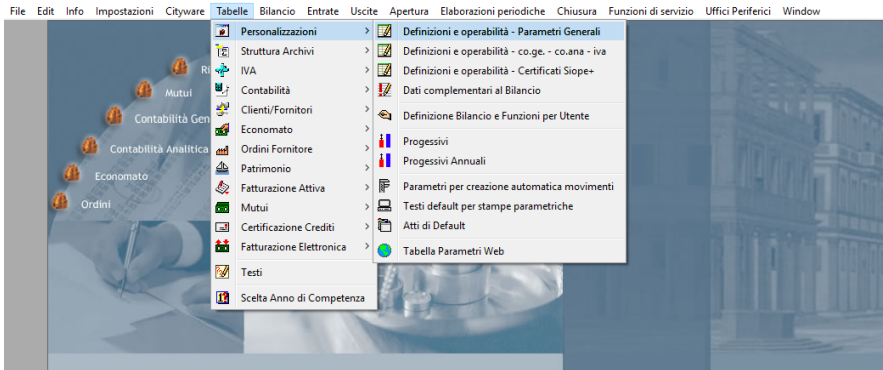 File Edit Info Impostazioni Cityware Tabelle Bilancio Entrate Uscite Apertura Elaborazioni periodiche Chiusura Funzioni di servizio Uffici Periferici Window
Personalizzazioni
Struttura Archivi
IVA
Contabilità
Clienti/Fornitori
Economato
Ordini Fornitore
Patrimonio
Fatturazione Attiva
Mutui
Certificazione Crediti
Fatturazione Elettronica
Testi
Scelta Anno di Competenza
Definizioni e operabilità - Parametri Generali
Definizioni e operabilità - co.ge. - co.ana - iva
Definizioni e operabilità - Certificati Siope+
Dati complementari al Bilancio
Definizione Bilancio e Funzioni per Utente
Progessivi
Progessivi Annuali
Parametri per creazione automatica movimenti
Testi default per stampe parametriche
Atti di Default
Tabella Parametri Web
Ri
Mutui
Contabilità Gen
Contabilità Analitica
Economato
Ordini